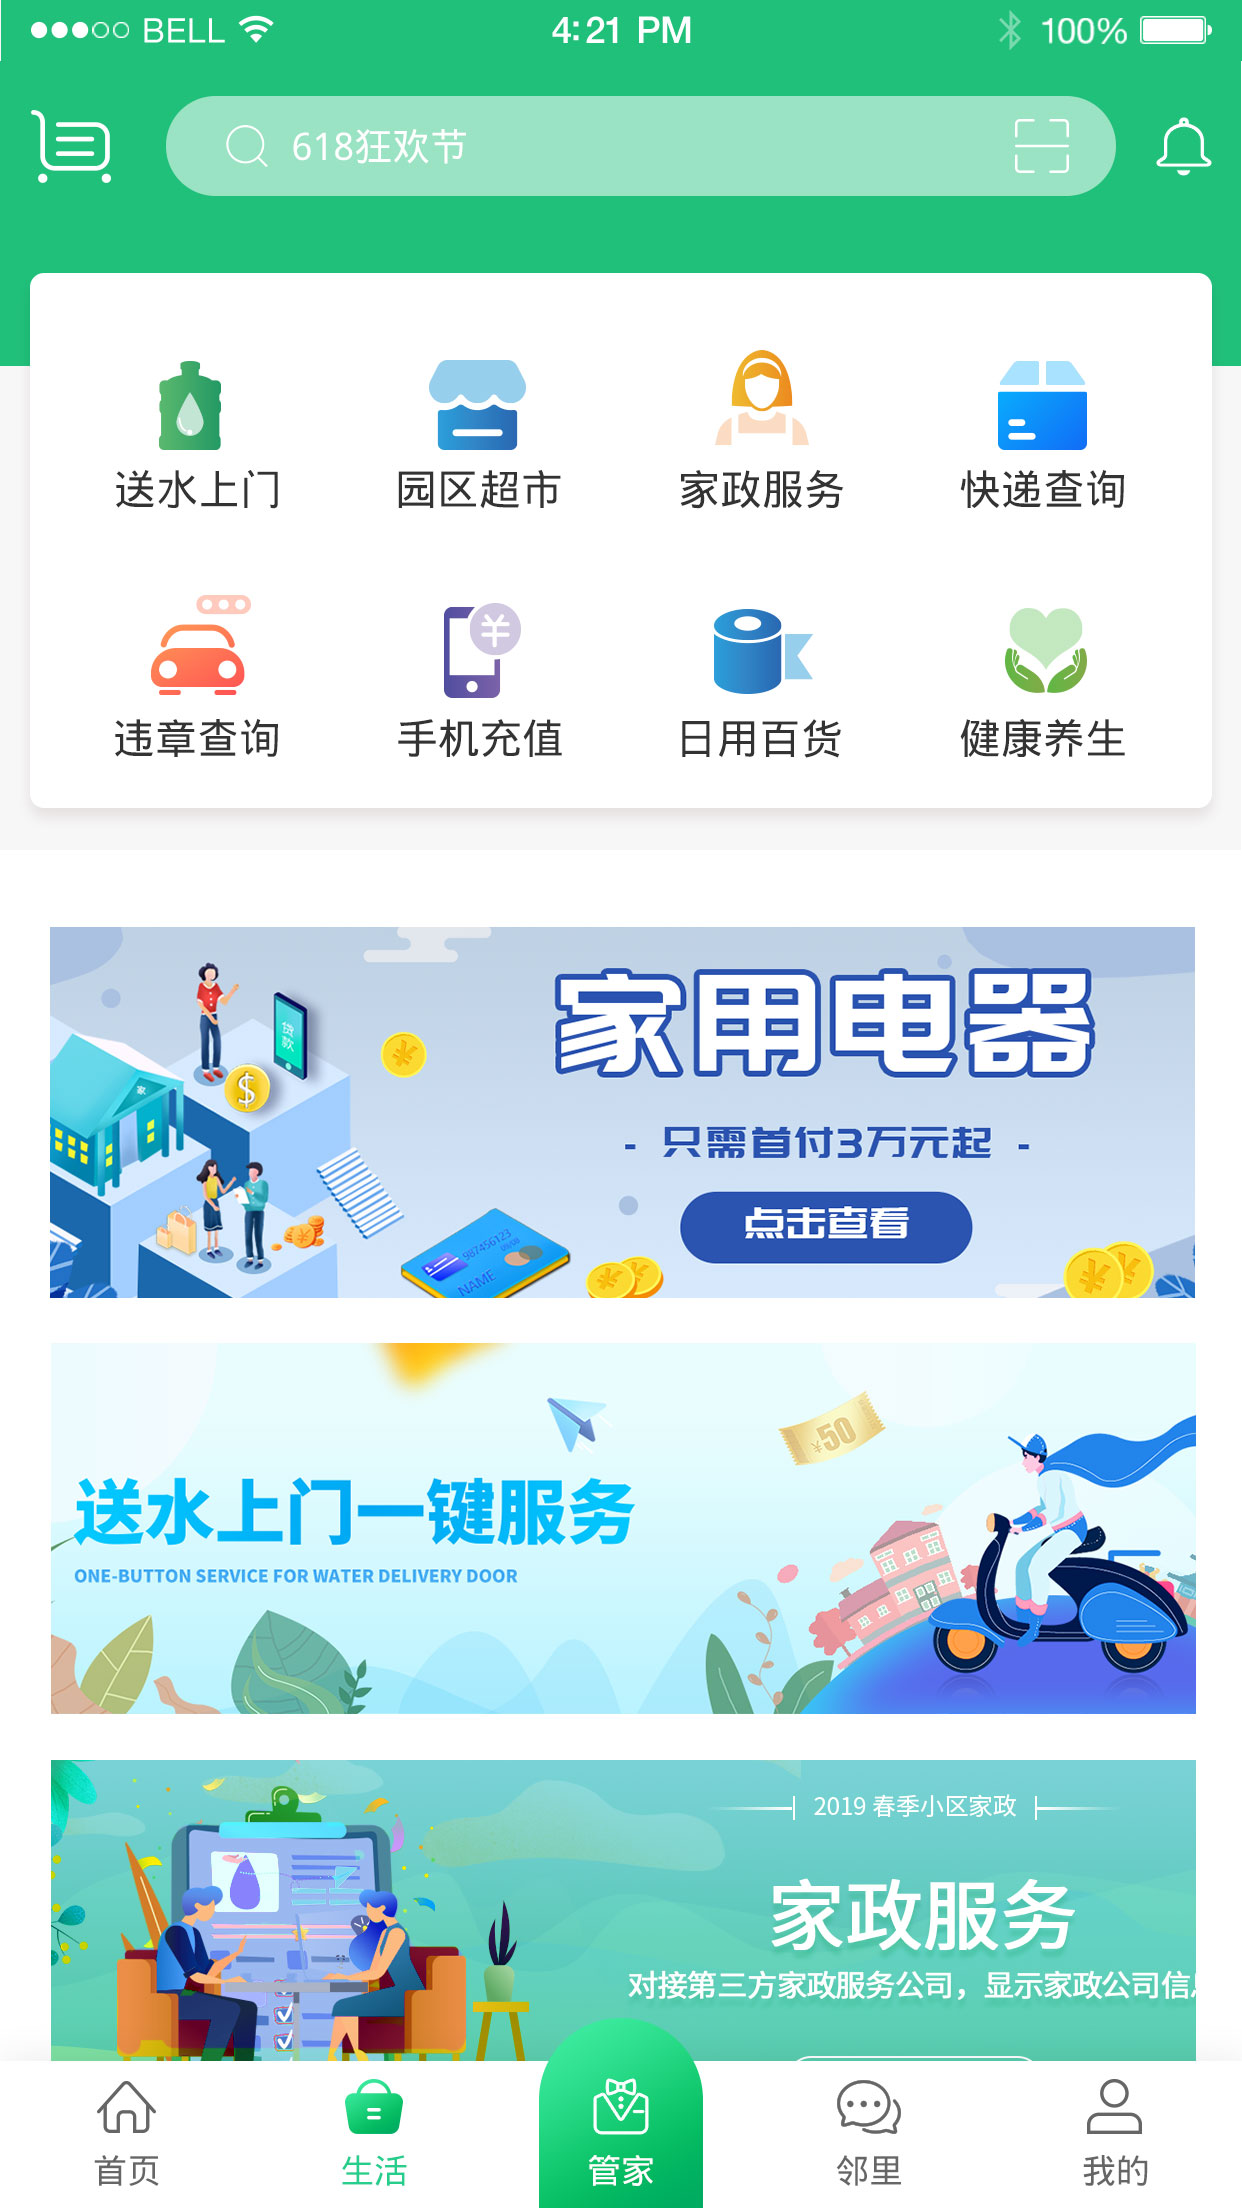 BELL 4:21 PM 100%
618狂欢节
送水上门 园区超市 家政服务 快递查询
违章查询 手机充值 日用百货 健康养生
家用电器
贷款
家
$
- 只需首付3万元起 -
点击查看
987456123
NAME
¥50
送水上门一键服务
ONE-BUTTON SERVICE FOR WATER DELIVERY DOOR
2019 春季小区家政
家政服务
对接第三方家政服务公司，显示家政公司信
首页 生活 管家 邻里 我的